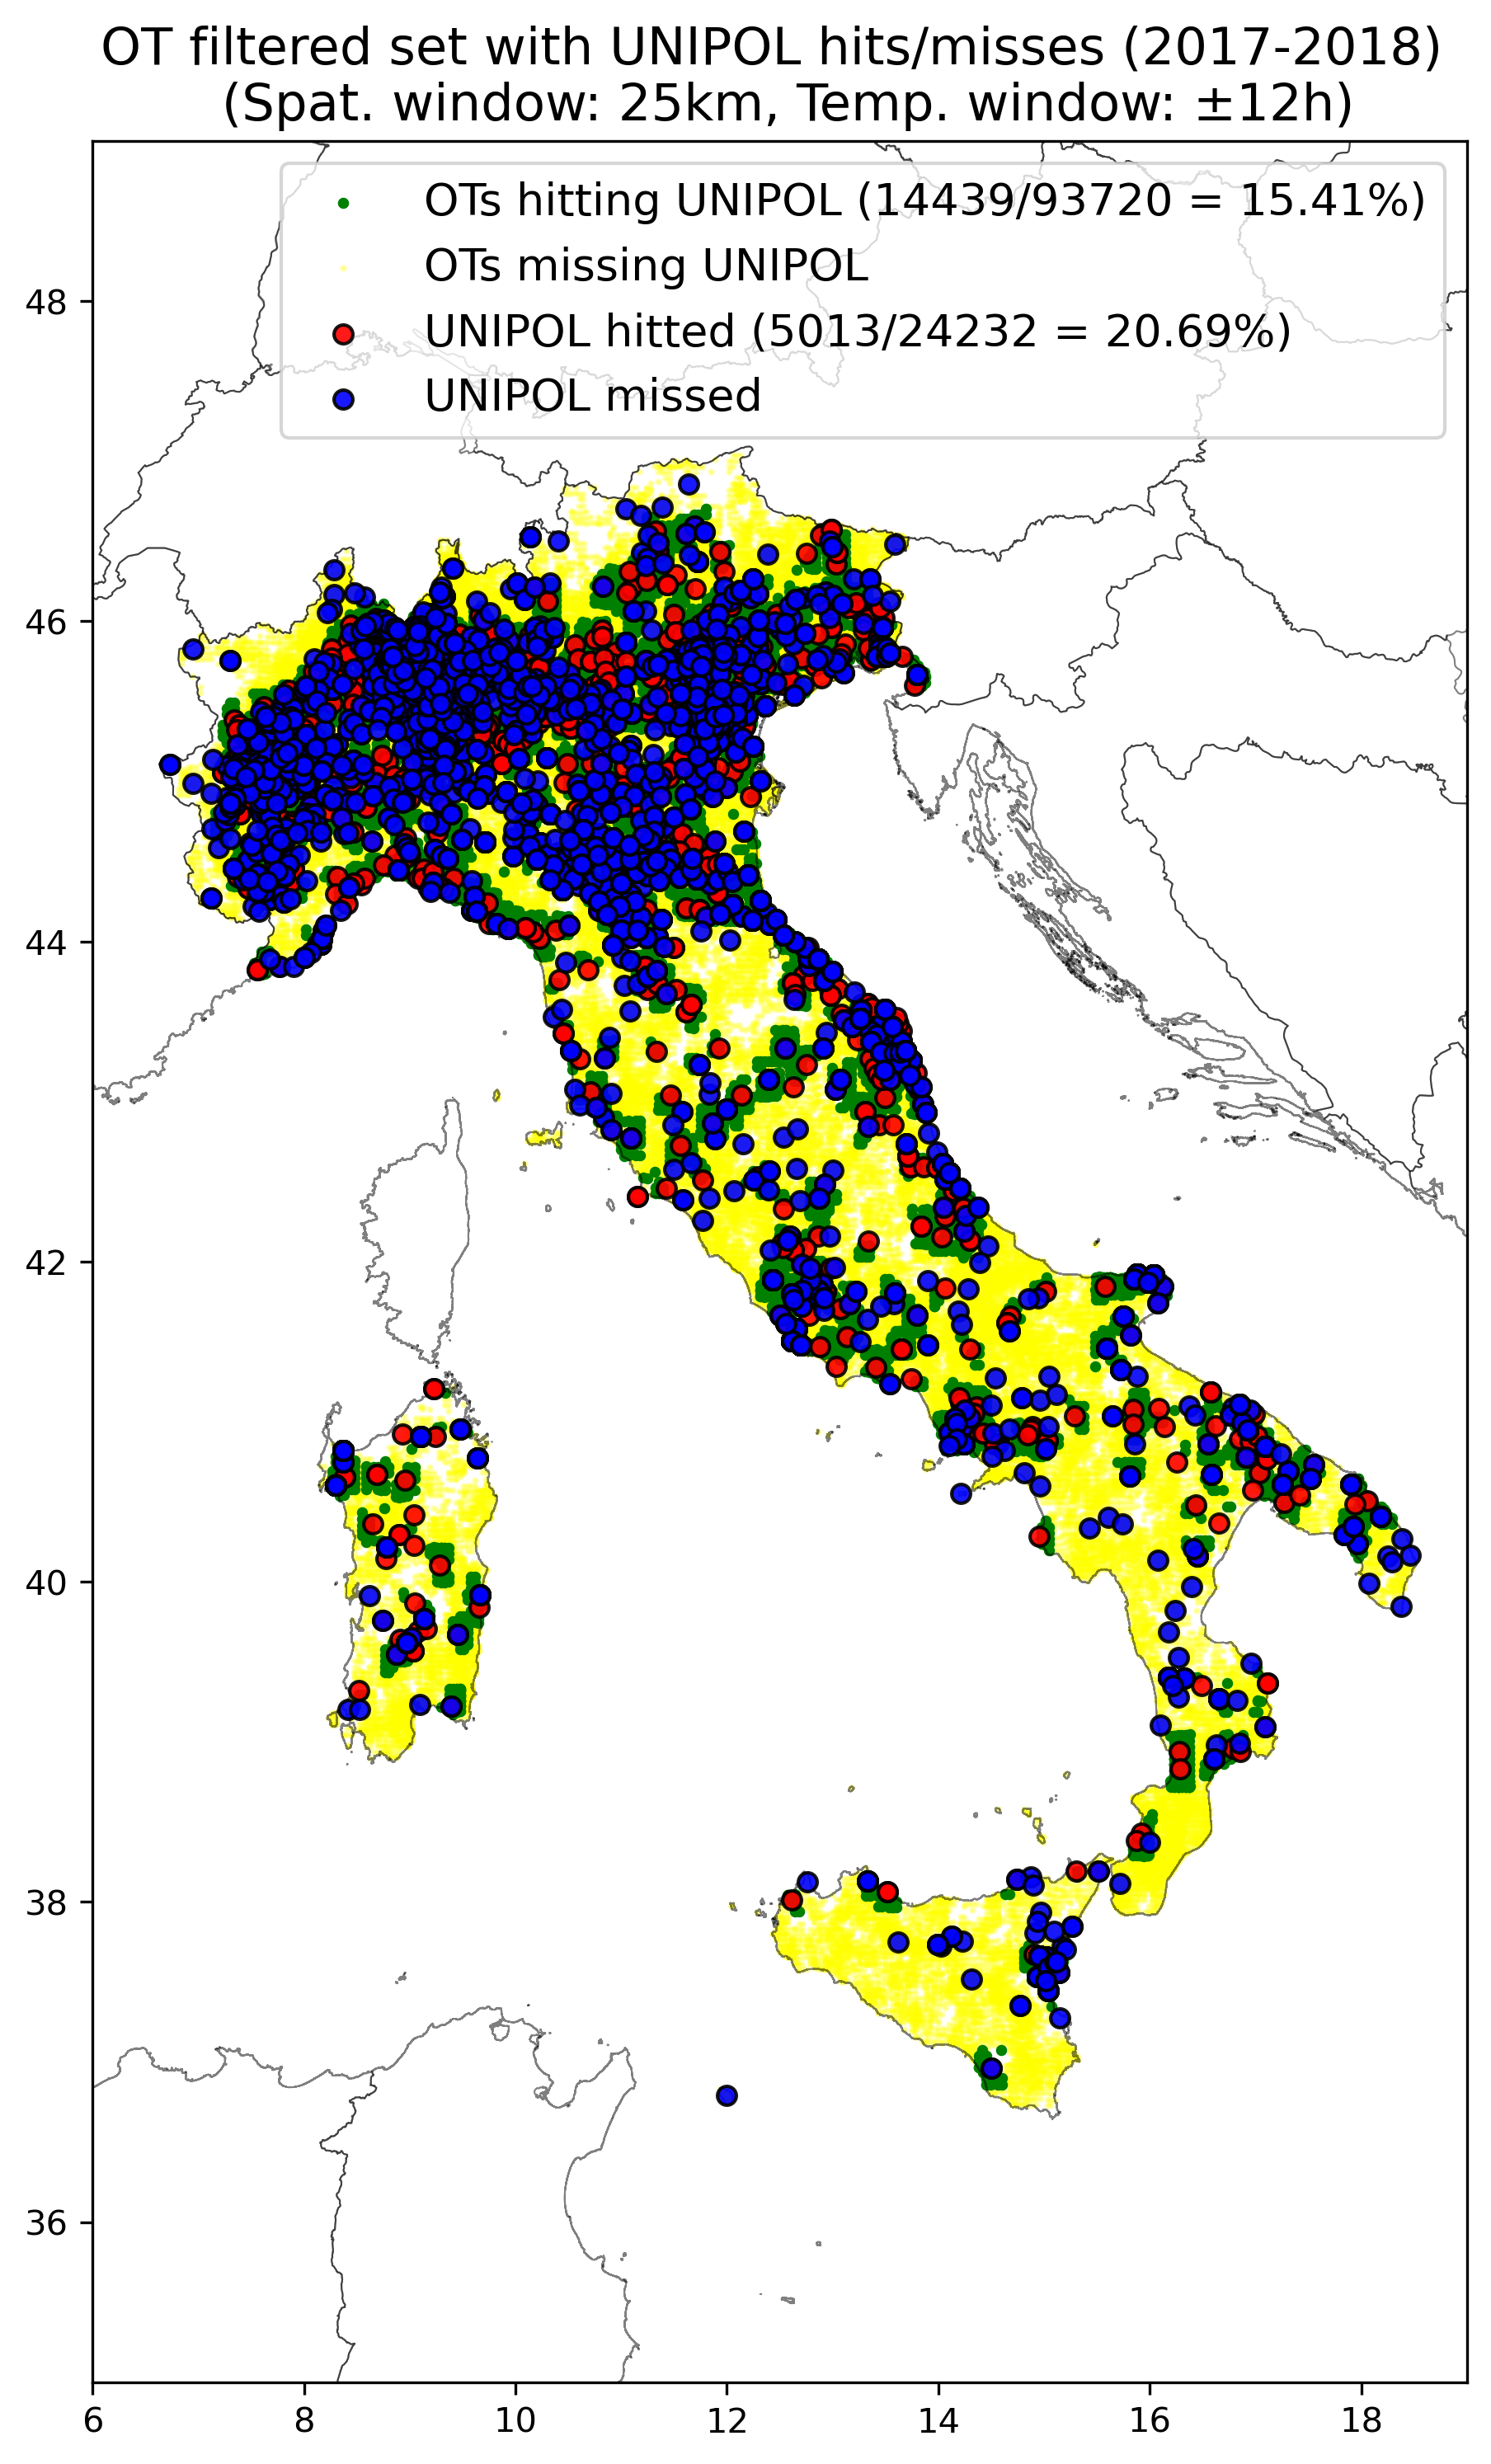 OT filtered set with UNIPOL hits/misses (2017-2018)
(Spat. window: 25km, Temp. window: ±12h)
OTs hitting UNIPOL (14439/93720 = 15.41%)
OTs missing UNIPOL
UNIPOL hitted (5013/24232 = 20.69%)
UNIPOL missed
48
46
44
42
40
38
36
6 8 10 12 14 16 18